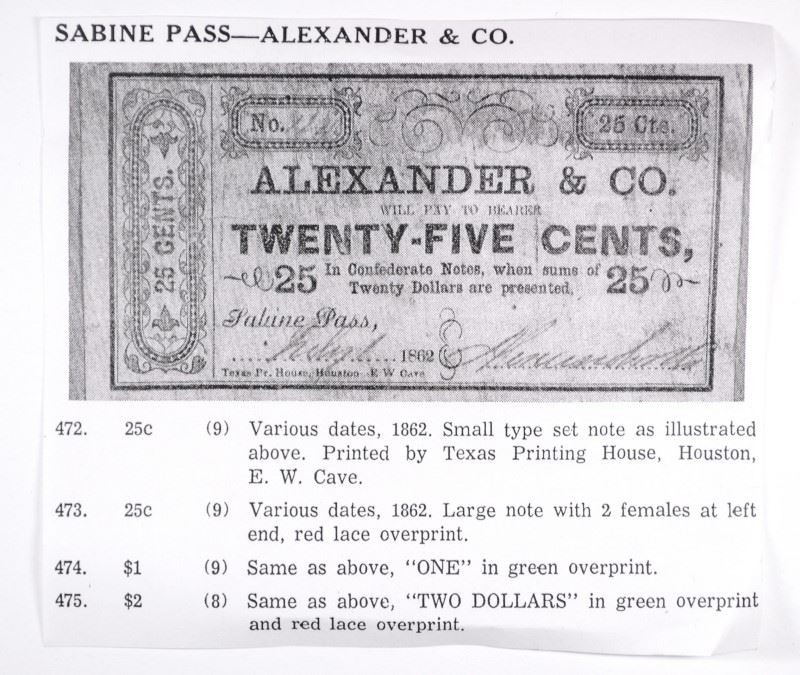 SABINE PASS—ALEXANDER & CO.
No.
25 Cts.
25 CENTS.
ALEXANDER & CO.
WILL PAY TO BEARER
TWENTY-FIVE CENTS,
25 In Confederate Notes, when sums of 25
Twenty Dollars are presented.
Sabine Pass,
1862
Texas Pr. House, Houston E W Cave
472. 25c (9) Various dates, 1862. Small type set note as illustrated
above. Printed by Texas Printing House, Houston,
E. W. Cave.
473. 25c (9) Various dates, 1862. Large note with 2 females at left
end, red lace overprint.
474. $1 (9) Same as above, “ONE” in green overprint.
475. $2 (8) Same as above, “TWO DOLLARS” in green overprint
and red lace overprint.